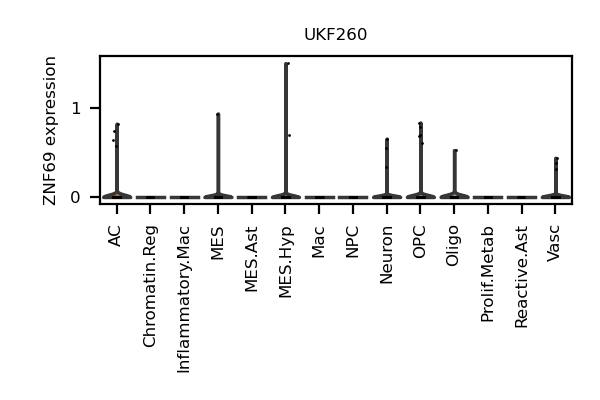 UKF260
ZNF69 expression
1
0
AC
Chromatin.Reg
Inflammatory.Mac
MES
MES.Ast
MES.Hyp
Mac
NPC
Neuron
OPC
Oligo
Prolif.Metab
Reactive.Ast
Vasc